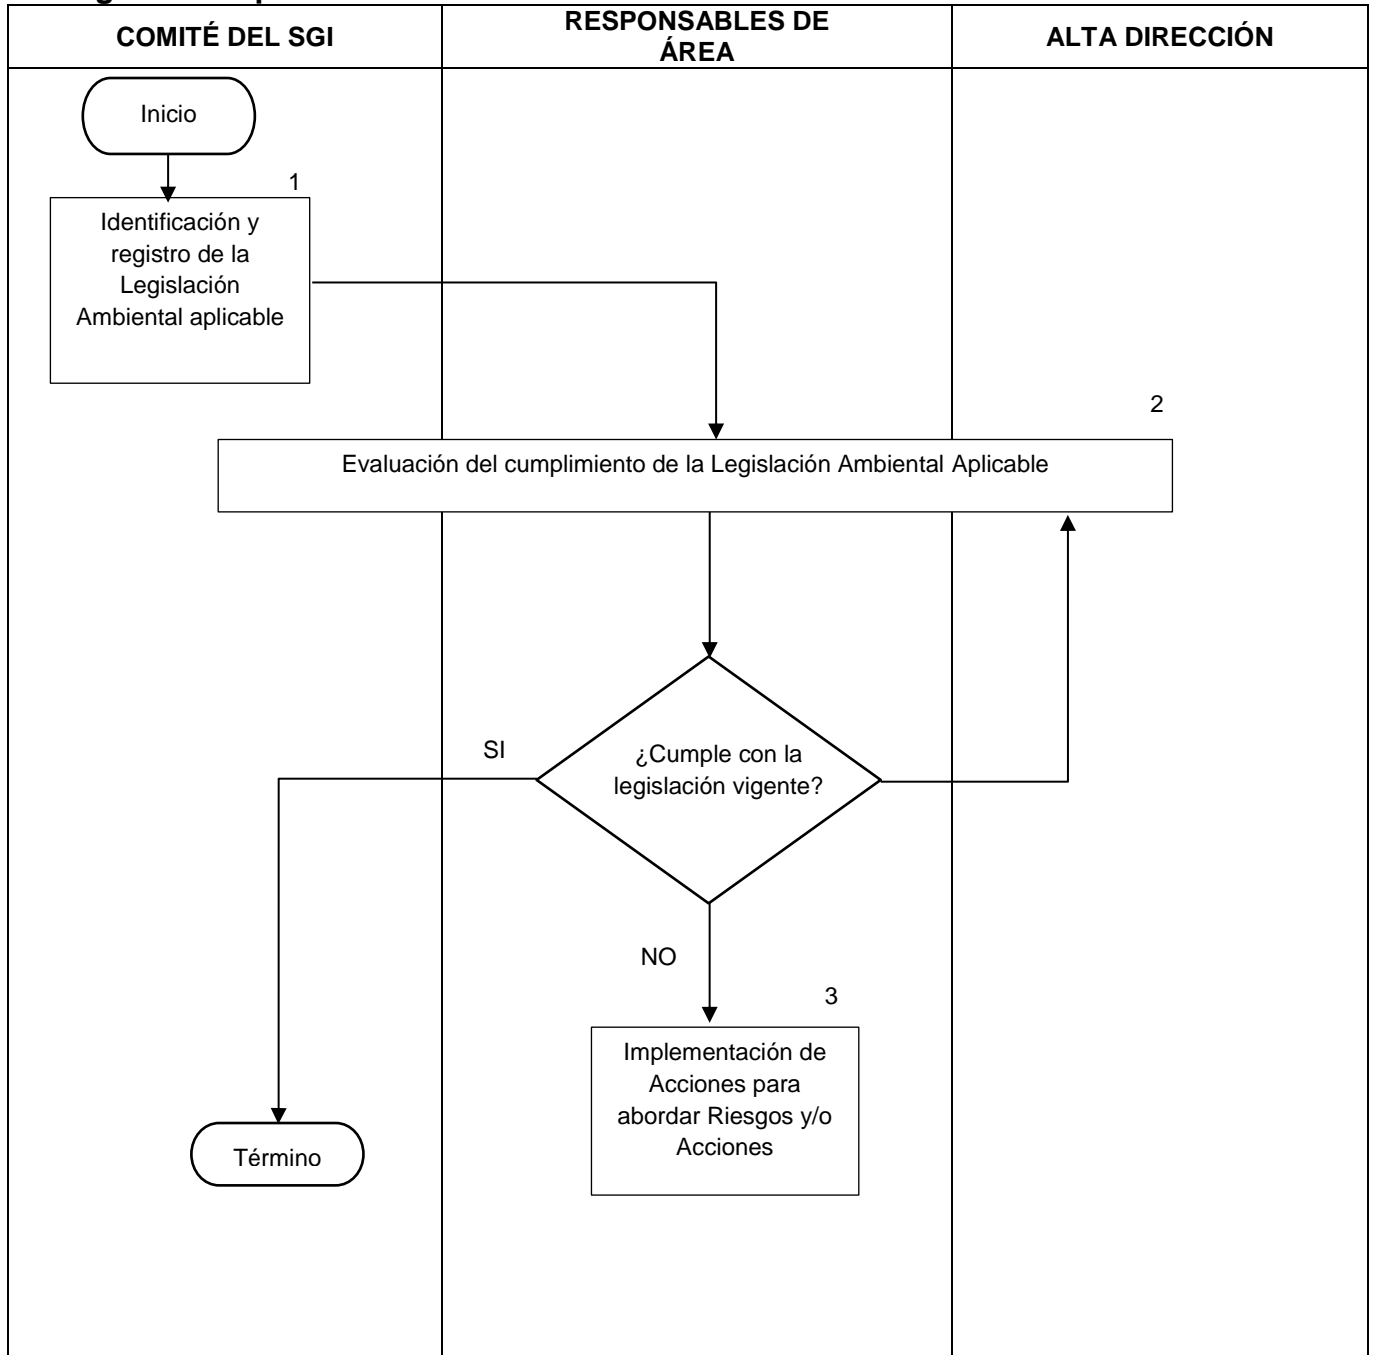 COMITÉ DEL SGI
RESPONSABLES DE
ÁREA
ALTA DIRECCIÓN
Inicio
1
Identificación y
registro de la
Legislación
Ambiental aplicable
2
Evaluación del cumplimiento de la Legislación Ambiental Aplicable
SI
¿Cumple con la
legislación vigente?
NO
3
Implementación de
Acciones para
abordar Riesgos y/o
Acciones
Término